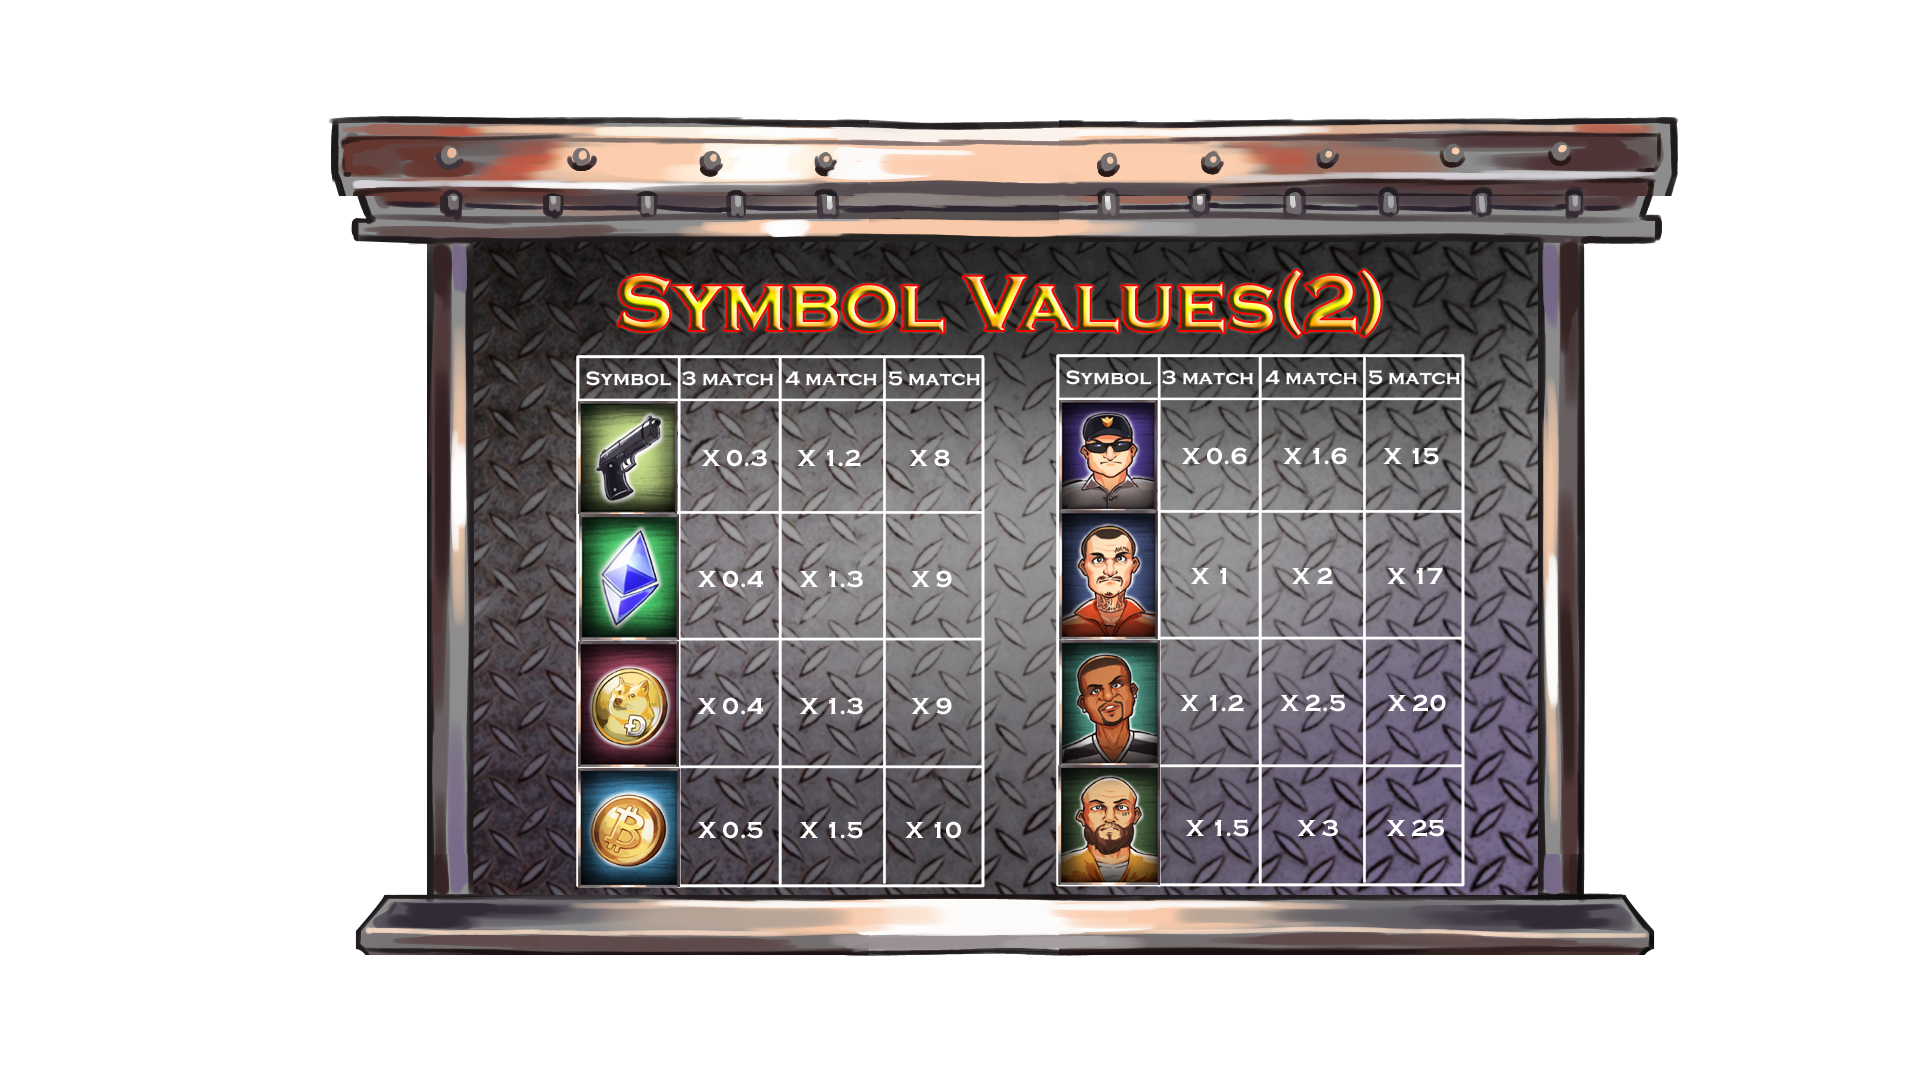 SYMBOL VALUES(2)
SYMBOL 3 MATCH 4 MATCH 5 MATCH
X 0.3 X 1.2 X 8
X 0.4 X 1.3 X 9
X 0.4 X 1.3 X 9
X 0.5 X 1.5 X 10
SYMBOL 3 MATCH 4 MATCH 5 MATCH
X 0.6 X 1.6 X 15
X 1 X 2 X 17
X 1.2 X 2.5 X 20
X 1.5 X 3 X 25